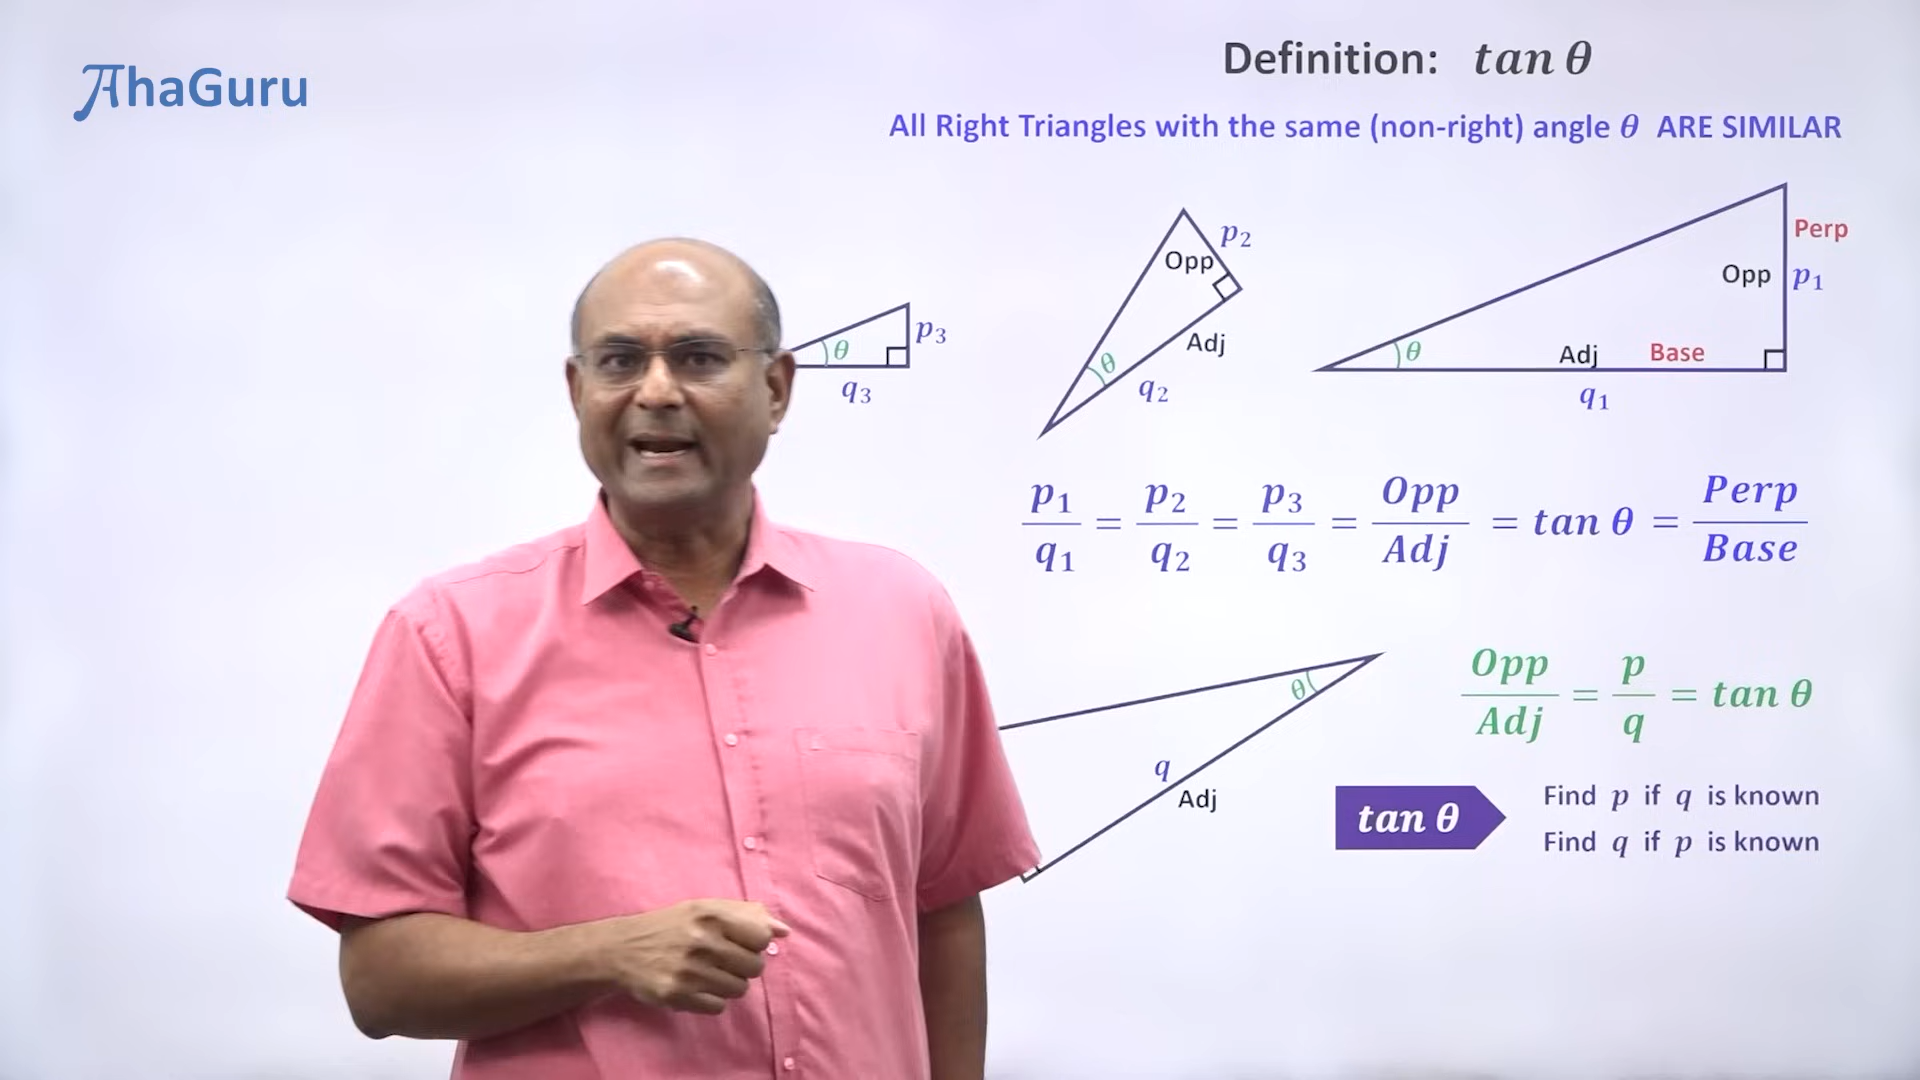 AhaGuru
Definition: tan θ
All Right Triangles with the same (non-right) angle θ ARE SIMILAR
p₃
θ
q₃
p₂
Opp
Adj
θ
q₂
Perp
Opp p₁
θ
Adj Base
q₁
p₁/q₁ = p₂/q₂ = p₃/q₃ = Opp/Adj = tan θ = Perp/Base
θ
q
Adj
Opp/Adj = p/q = tan θ
tan θ
Find p if q is known
Find q if p is known